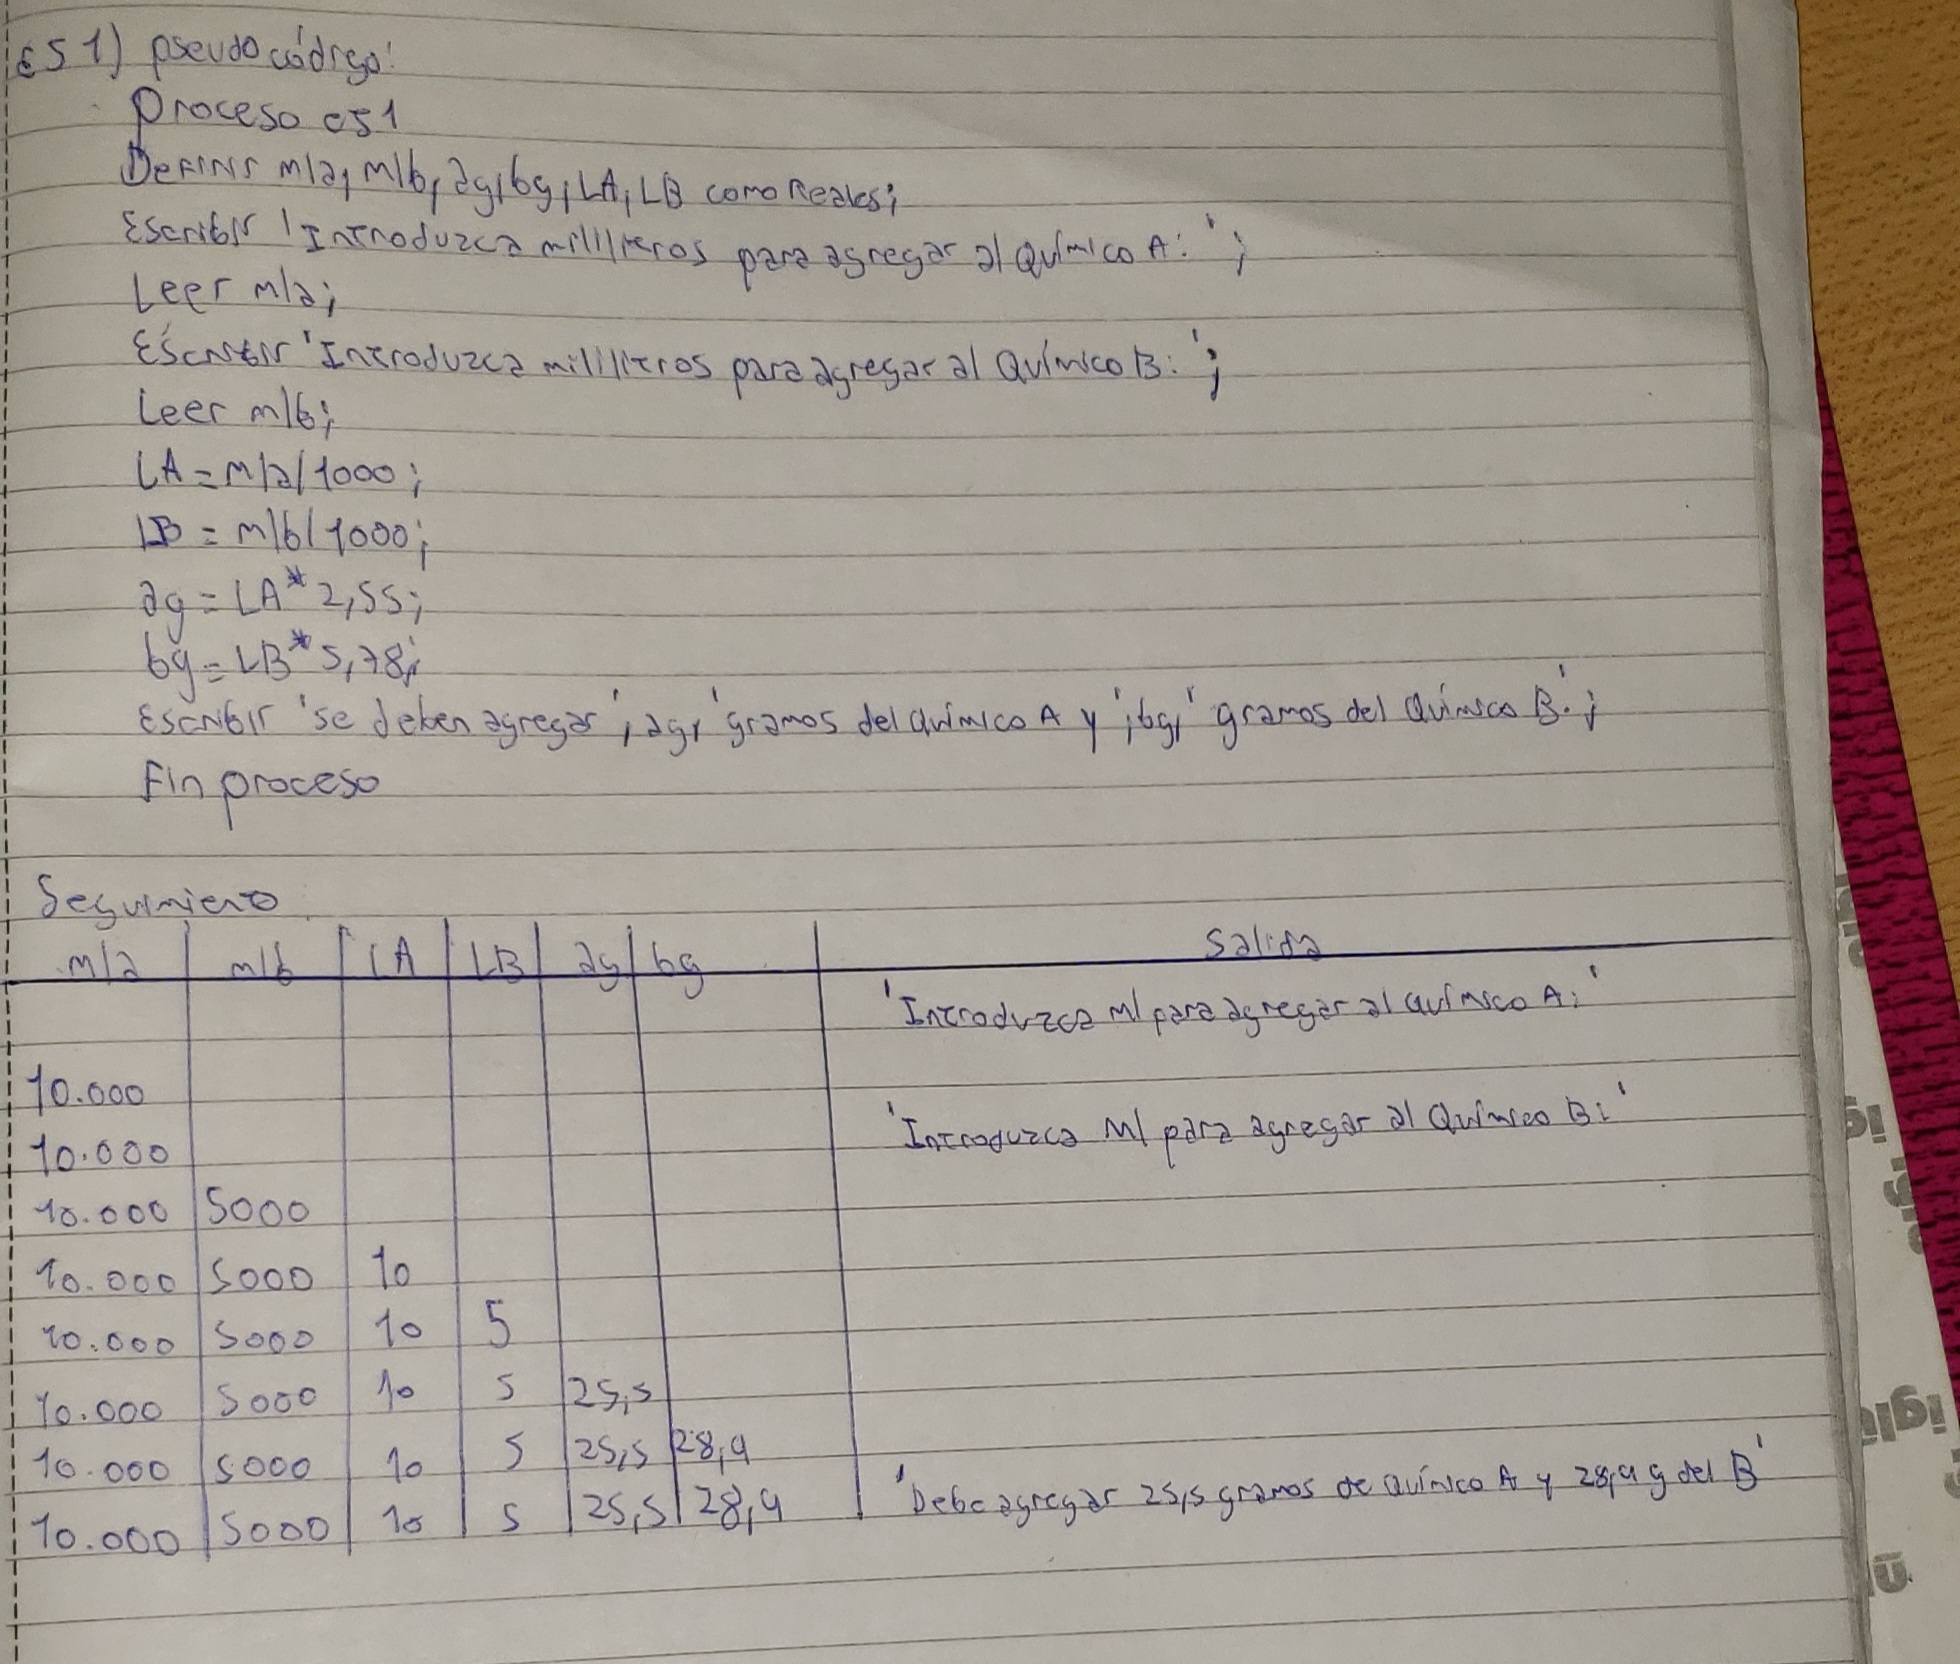 es1) pseudocódigo:
Proceso es1
Definir mla, mlb, ag, bg, LA, LB como Reales;
Escribir 'Introduzca mililitros para agregar al Químico A: ';
Leer mla;
Escribir 'Introduzca mililitros para agregar al Químico B: ';
Leer mlb;
LA = mla/1000;
LB = mlb/1000;
ag = LA*2,55;
bg = LB*5,78;
Escribir 'se deben agregar', ag, 'gramos del químico A y', bg, 'gramos del Químico B.';
Fin proceso
Seguimiento
mla mlb LA LB ag bg Salida
'Introduzca Ml para agregar al químico A:'
10.000
10.000 'Introduzca Ml para agregar al Químico B:'
10.000 5000
10.000 5000 10
10.000 5000 10 5
10.000 5000 10 5 25,5
10.000 5000 10 5 25,5 28,9
10.000 5000 10 5 25,5 28,9 'Debe agregar 25,5 gramos de químico A y 28,9 g del B'